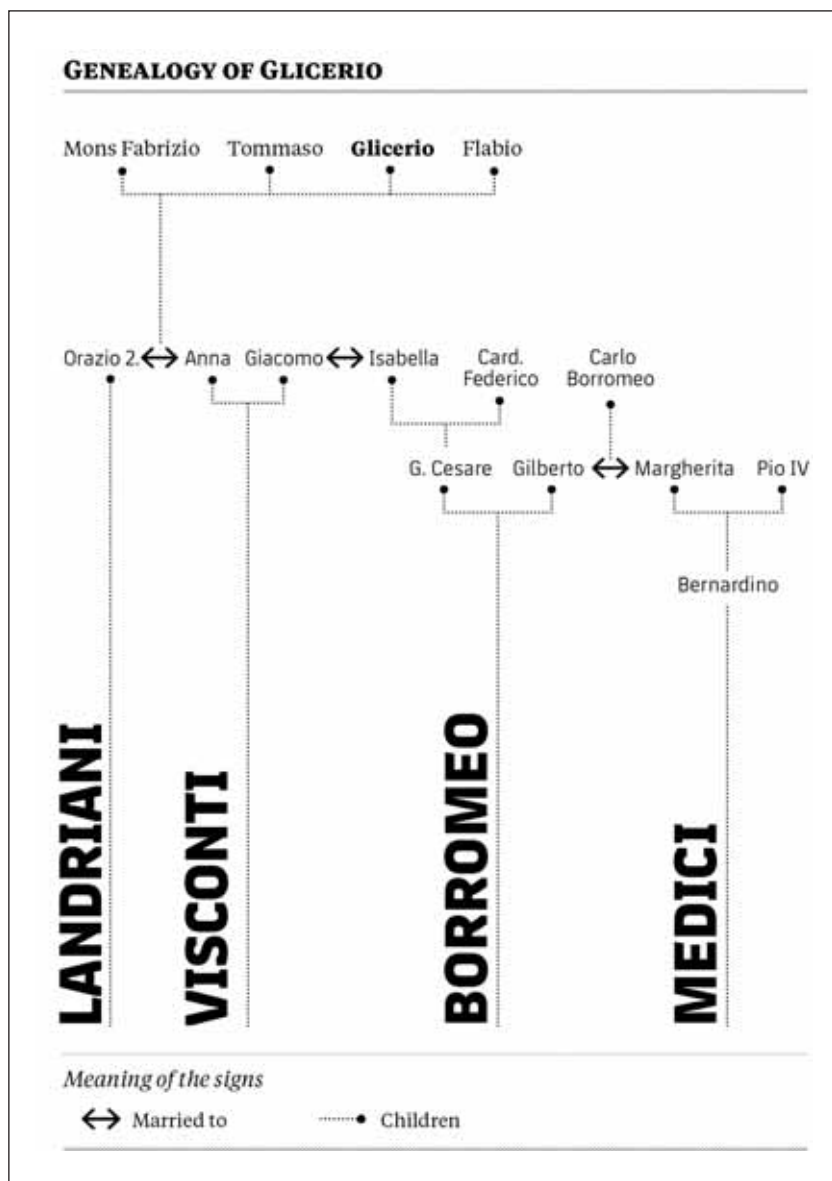 GENEALOGY OF GLICERIO
Mons Fabrizio Tommaso Glicerio Flabio
Orazio 2. Anna Giacomo Isabella Card. Federico Carlo Borromeo
G. Cesare Gilberto Margherita Pio IV
Bernardino
LANDRIANI
VISCONTI
BORROMEO
MEDICI
Meaning of the signs
Married to Children